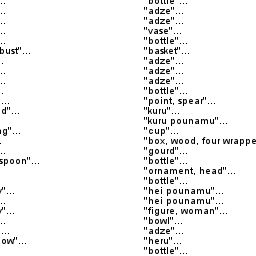 "bottle"...
"adze"...
"adze"...
"vase"...
"bottle"...
bust"... "basket"...
"adze"...
"adze"...
"adze"...
"bottle"...
... "point, spear"...
d"... "kuru"...
"kuru pounamu"...
ng"... "cup"...
"box, wood, four wrappe
"gourd"...
spoon"... "bottle"...
"ornament, head"...
"bottle"...
"... "hei pounamu"...
"hei pounamu"...
"... "figure, woman"...
"bowl"...
... "adze"...
ow"... "heru"...
"bottle"...